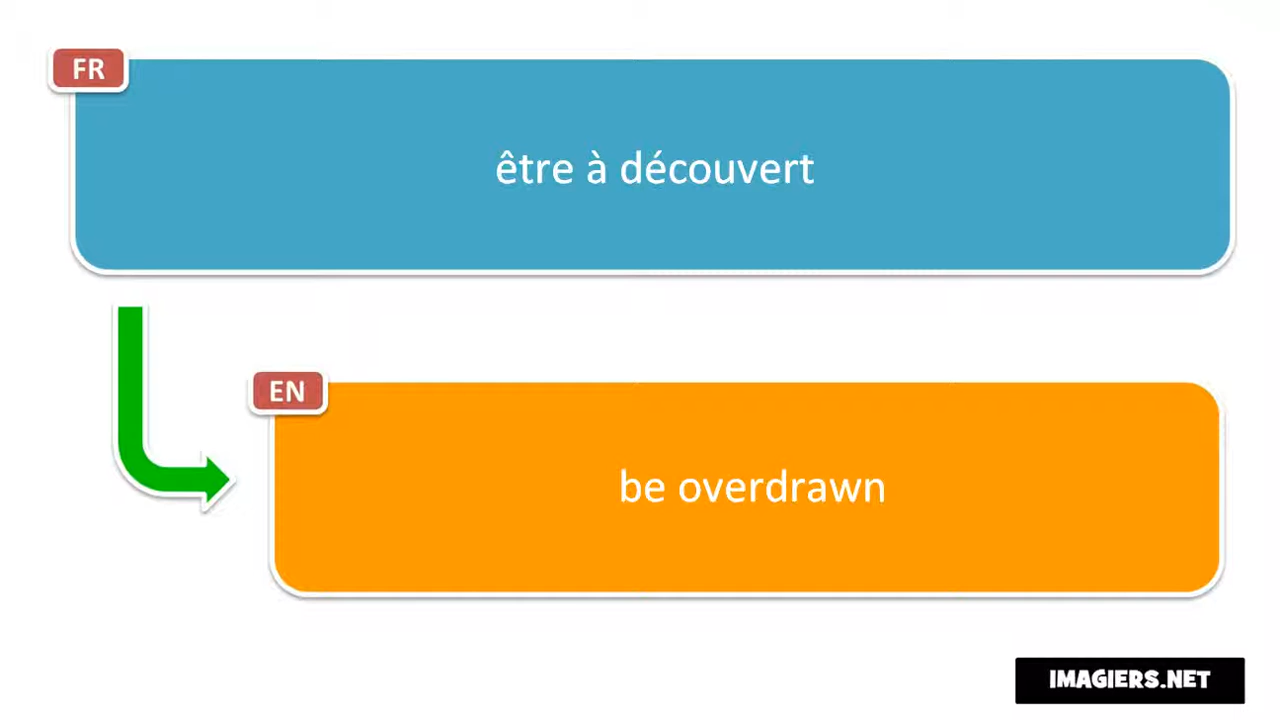 FR
être à découvert
EN
be overdrawn
IMAGIERS.NET